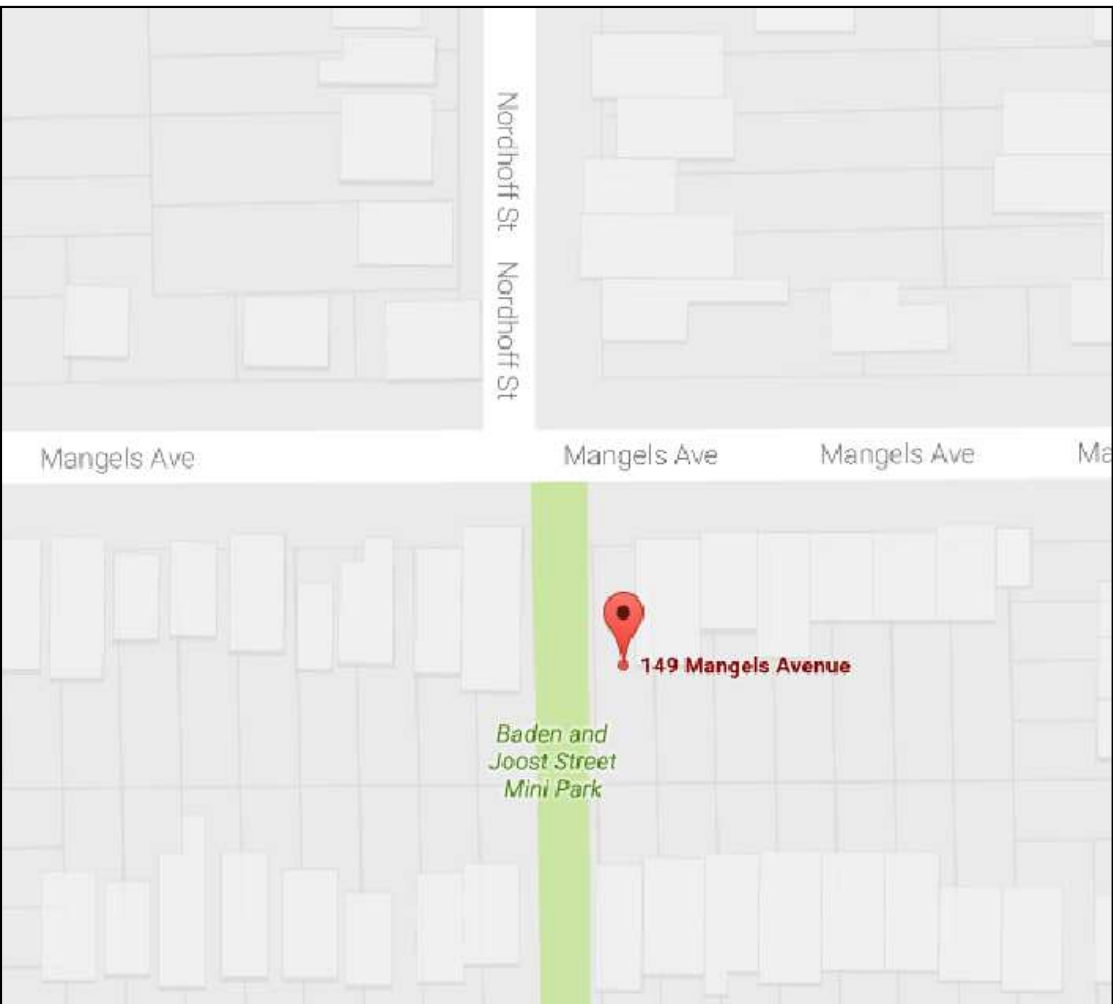 Nordhoff St
Nordhoff St
Mangels Ave
Mangels Ave
Mangels Ave
Ma
149 Mangels Avenue
Baden and
Joost Street
Mini Park